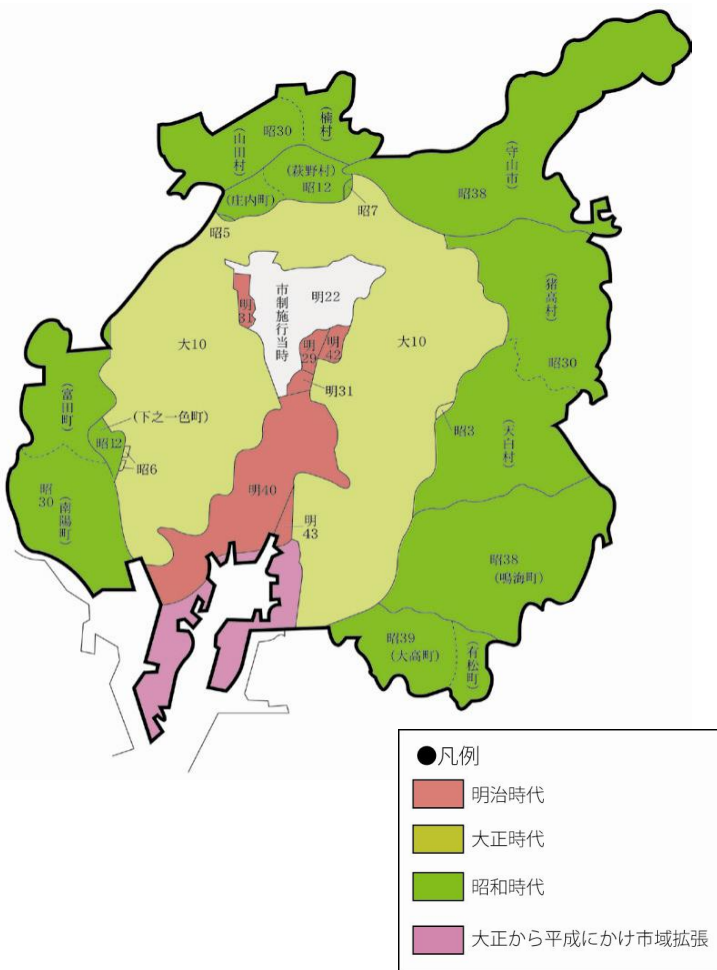 (楠村)
昭30
(山田村)
(守山市)
(萩野村)
昭12
昭38
(庄内町)
昭7
昭5
(猪高村)
市制施行当時
明22
明31
大10
明29
明42
大10
昭30
明31
(富田町)
(下之一色町)
昭3
(天白村)
昭12
昭6
昭30
(南陽町)
明40
明43
昭38
(鳴海町)
昭39
(大高町)
(有松町)
●凡例
明治時代
大正時代
昭和時代
大正から平成にかけ市域拡張